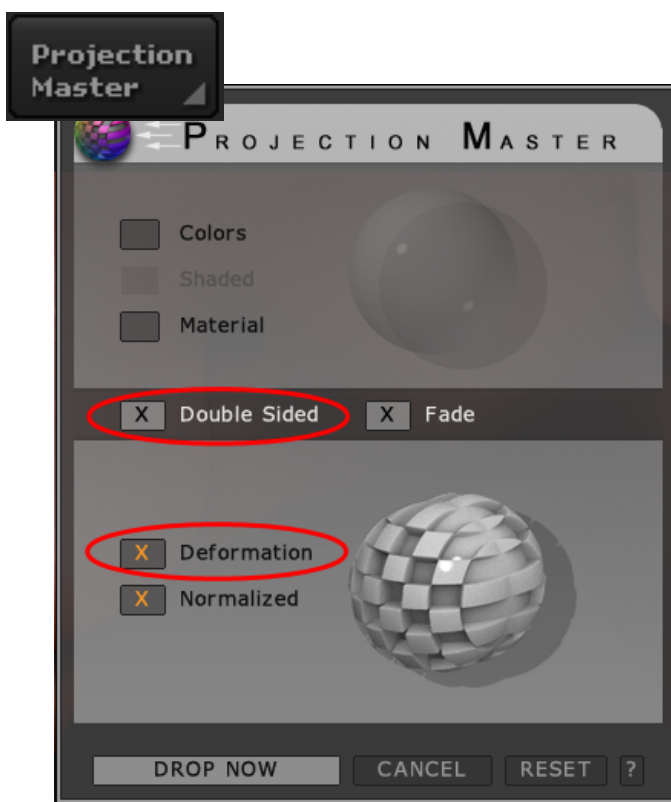 Projection
Master
PROJECTION MASTER
Colors
Shaded
Material
X Double Sided X Fade
X Deformation
X Normalized
DROP NOW CANCEL RESET ?